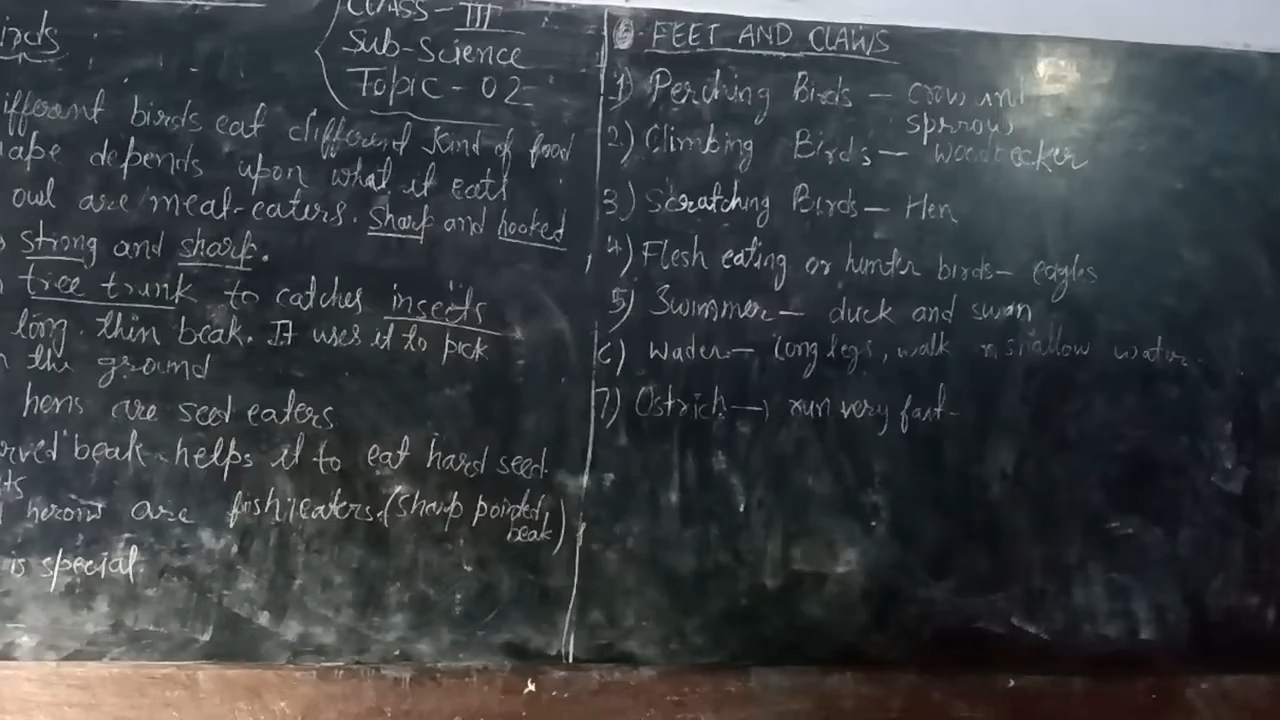 irds
CLASS - III
Sub-Science
Topic - 02
ifferant birds eat different kind of food
ape depends upon what it eats
owl are meat-eaters. Sharp and hooked
strong and sharp.
tree trunk to catches insects
long. thin beak. It uses it to pick
the ground
hens are seed eaters
rved beak helps it to eat hard seed
ts
herons are fish eaters. (sharp pointed,
beak)
is special.
FEET AND CLAWS
1) Perching Birds - crow and
sprrow
2) Climbing Birds - woodpecker
3) Scratching Birds - Hen
4) Flesh eating or hunter birds - eagles
5) Swimmer - duck and swan
6) Wader - long legs, walk in shallow water.
7) Ostrich → run very fast -